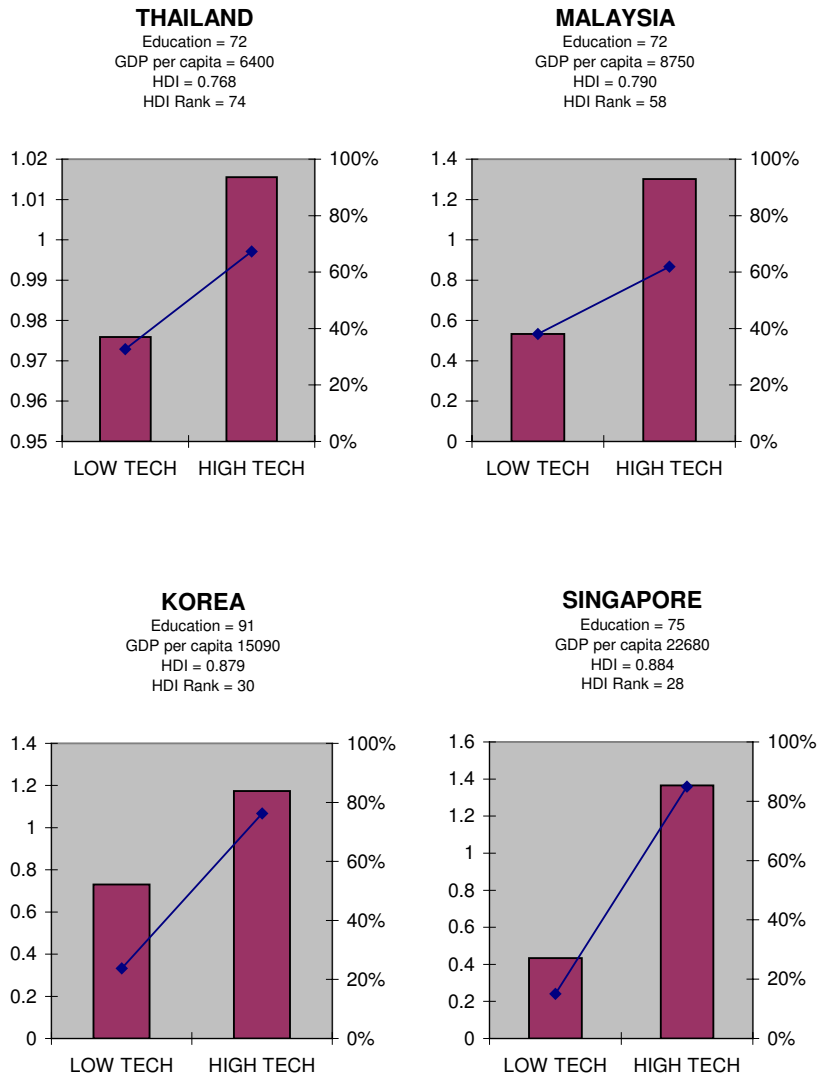 THAILAND
Education = 72
GDP per capita = 6400
HDI = 0.768
HDI Rank = 74
1.02
1.01
1
0.99
0.98
0.97
0.96
0.95
100%
80%
60%
40%
20%
0%
LOW TECH HIGH TECH
MALAYSIA
Education = 72
GDP per capita = 8750
HDI = 0.790
HDI Rank = 58
1.4
1.2
1
0.8
0.6
0.4
0.2
0
100%
80%
60%
40%
20%
0%
LOW TECH HIGH TECH
KOREA
Education = 91
GDP per capita 15090
HDI = 0.879
HDI Rank = 30
1.4
1.2
1
0.8
0.6
0.4
0.2
0
100%
80%
60%
40%
20%
0%
LOW TECH HIGH TECH
SINGAPORE
Education = 75
GDP per capita 22680
HDI = 0.884
HDI Rank = 28
1.6
1.4
1.2
1
0.8
0.6
0.4
0.2
0
100%
80%
60%
40%
20%
0%
LOW TECH HIGH TECH